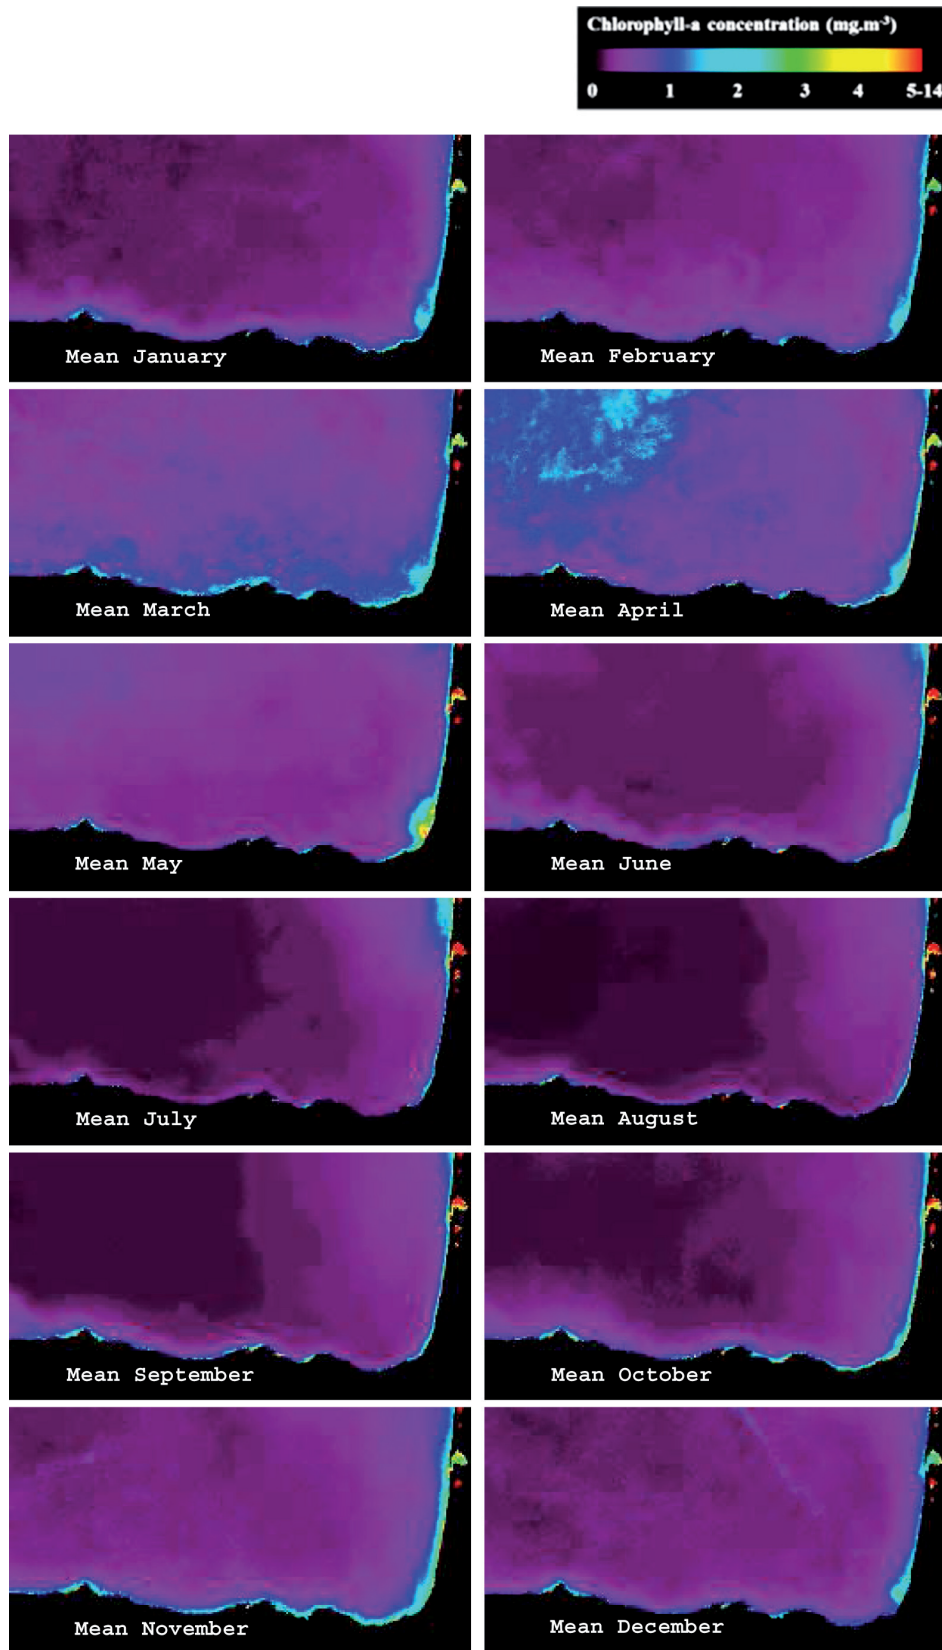 Chlorophyll-a concentration (mg.m-³)
0 1 2 3 4 5-14
Mean January
Mean February
Mean March
Mean April
Mean May
Mean June
Mean July
Mean August
Mean September
Mean October
Mean November
Mean December